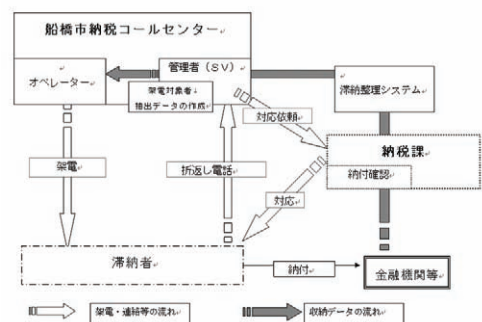 船橋市納税コールセンター
オペレーター
管理者(SV)
架電対象者
抽出データの作成
滞納整理システム
対応依頼
納税課
納付確認
架電
折返し電話
対応
滞納者
納付
金融機関等
架電・連絡等の流れ
収納データの流れ